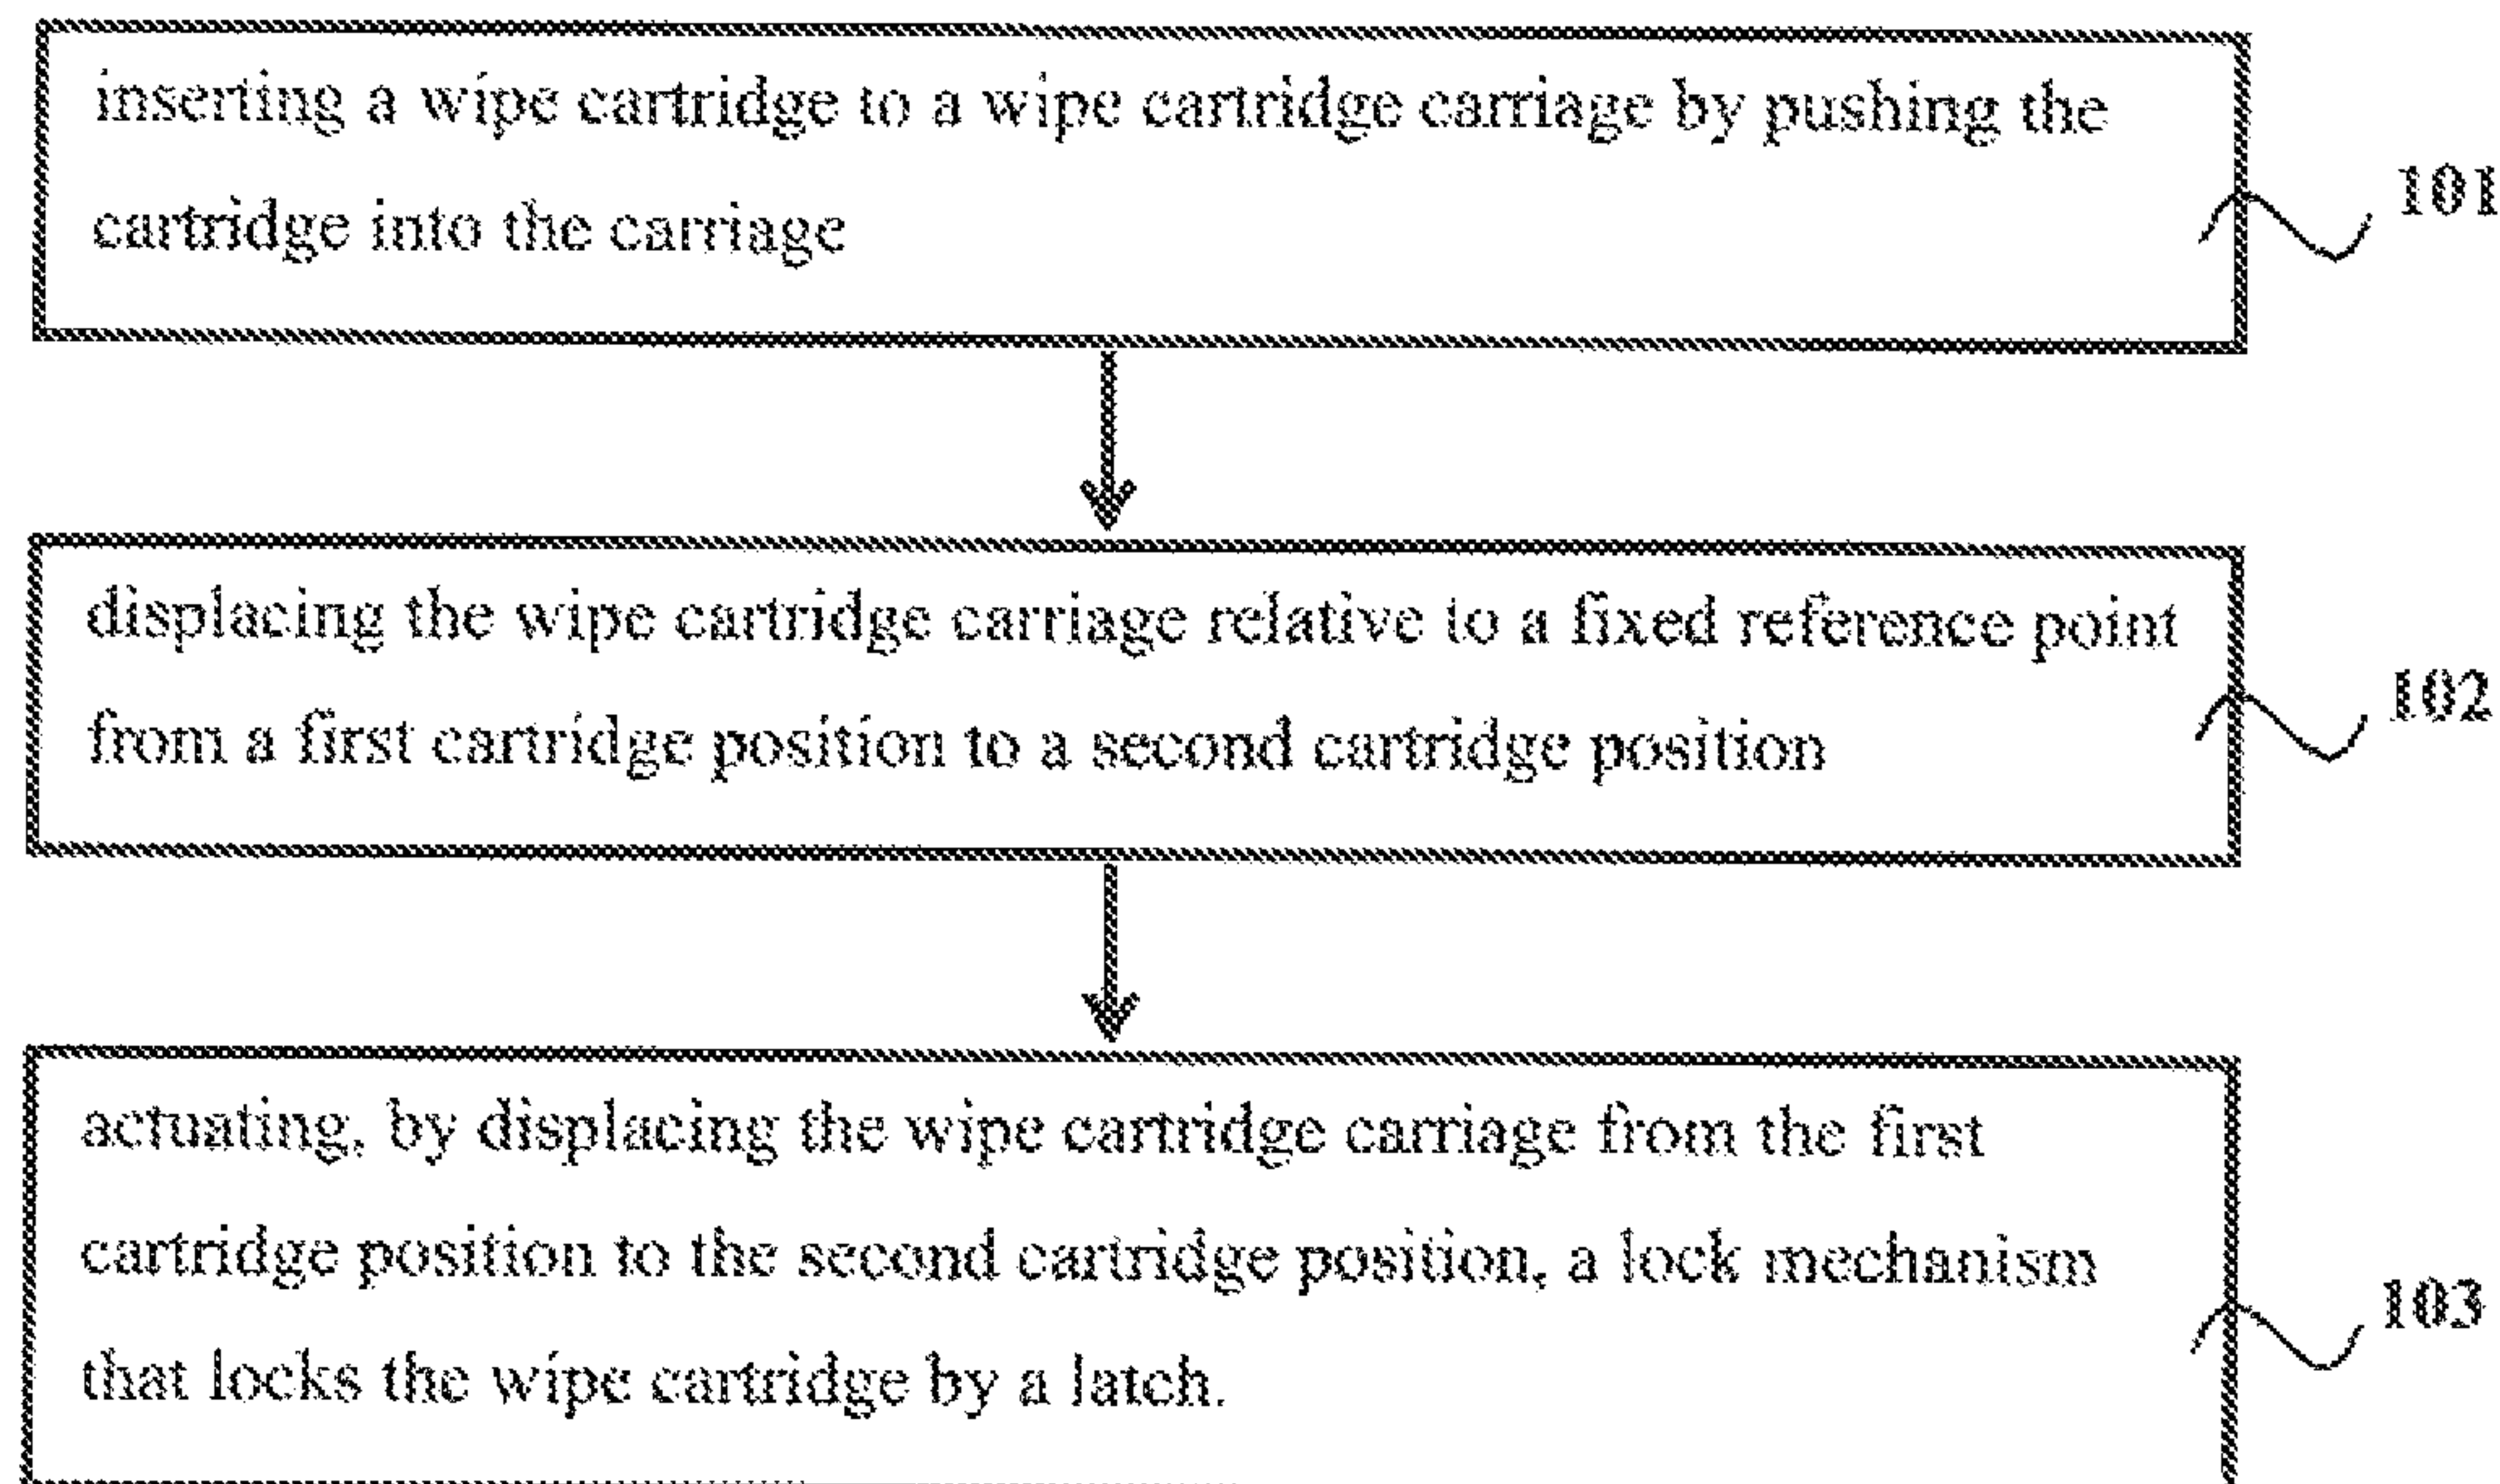 inserting a wipe cartridge to a wipe cartridge carriage by pushing the
cartridge into the carriage
101
displacing the wipe cartridge carriage relative to a fixed reference point
from a first cartridge position to a second cartridge position
102
actuating, by displacing the wipe cartridge carriage from the first
cartridge position to the second cartridge position, a lock mechanism
that locks the wipe cartridge by a latch.
103